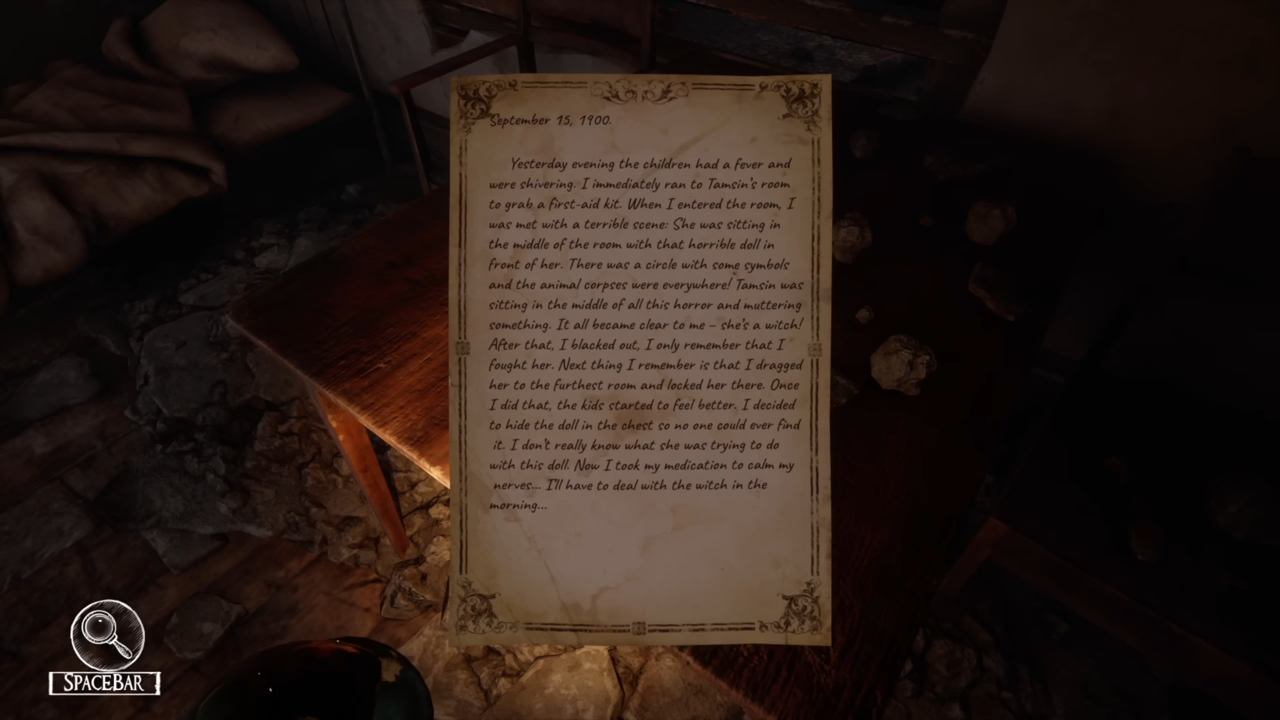 September 15, 1900.
Yesterday evening the children had a fever and
were shivering. I immediately ran to Tamsin's room
to grab a first-aid kit. When I entered the room, I
was met with a terrible scene: She was sitting in
the middle of the room with that horrible doll in
front of her. There was a circle with some symbols
and the animal corpses were everywhere! Tamsin was
sitting in the middle of all this horror and muttering
something. It all became clear to me – she's a witch!
After that, I blacked out, I only remember that I
fought her. Next thing I remember is that I dragged
her to the furthest room and locked her there. Once
I did that, the kids started to feel better. I decided
to hide the doll in the chest so no one could ever find
it. I don't really know what she was trying to do
with this doll. Now I took my medication to calm my
nerves... I'll have to deal with the witch in the
morning...
SPACEBAR